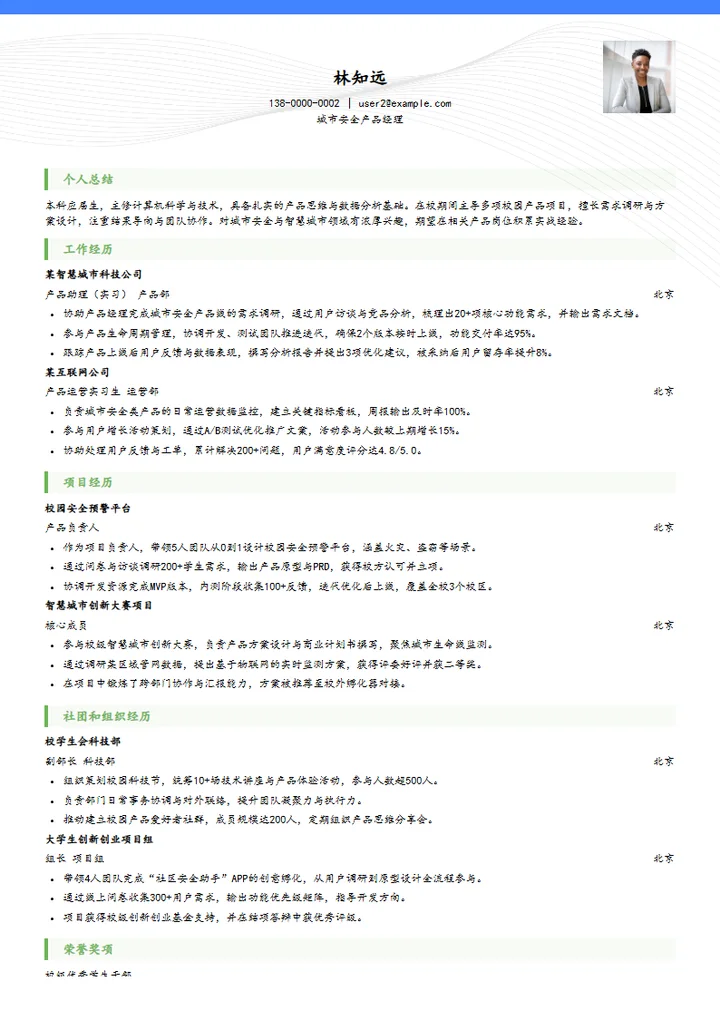 林知远
138-0000-0002 | user2@example.com
城市安全产品经理
个人总结
本科应届生，主修计算机科学与技术，具备扎实的产品思维与数据分析基础。在校期间主导多项校园产品项目，擅长需求调研与方
案设计，注重结果导向与团队协作。对城市安全与智慧城市领域有浓厚兴趣，期望在相关产品岗位积累实战经验。
工作经历
某智慧城市科技公司
产品助理（实习） 产品部 北京
• 协助产品经理完成城市安全产品线的需求调研，通过用户访谈与竞品分析，梳理出20+项核心功能需求，并输出需求文档。
• 参与产品生命周期管理，协调开发、测试团队推进迭代，确保2个版本按时上线，功能交付率达95%。
• 跟踪产品上线后用户反馈与数据表现，撰写分析报告并提出3项优化建议，被采纳后用户留存率提升8%。
某互联网公司
产品运营实习生 运营部 北京
• 负责城市安全类产品的日常运营数据监控，建立关键指标看板，周报输出及时率100%。
• 参与用户增长活动策划，通过A/B测试优化推广文案，活动参与人数较上期增长15%。
• 协助处理用户反馈与工单，累计解决200+问题，用户满意度评分达4.8/5.0。
项目经历
校园安全预警平台
产品负责人 北京
• 作为项目负责人，带领5人团队从0到1设计校园安全预警平台，涵盖火灾、盗窃等场景。
• 通过问卷与访谈调研200+学生需求，输出产品原型与PRD，获得校方认可并立项。
• 协调开发资源完成MVP版本，内测阶段收集100+反馈，迭代优化后上线，覆盖全校3个校区。
智慧城市创新大赛项目
核心成员 北京
• 参与校级智慧城市创新大赛，负责产品方案设计与商业计划书撰写，聚焦城市生命线监测。
• 通过调研某区域管网数据，提出基于物联网的实时监测方案，获得评委好评并获二等奖。
• 在项目中锻炼了跨部门协作与汇报能力，方案被推荐至校外孵化器对接。
社团和组织经历
校学生会科技部
副部长 科技部 北京
• 组织策划校园科技节，统筹10+场技术讲座与产品体验活动，参与人数超500人。
• 负责部门日常事务协调与对外联络，提升团队凝聚力与执行力。
• 推动建立校园产品爱好者社群，成员规模达200人，定期组织产品思维分享会。
大学生创新创业项目组
组长 项目组 北京
• 带领4人团队完成“社区安全助手”APP的创意孵化，从用户调研到原型设计全流程参与。
• 通过线上问卷收集300+用户需求，输出功能优先级矩阵，指导开发方向。
• 项目获得校级创新创业基金支持，并在结项答辩中获优秀评级。
荣誉奖项
校级优秀学生干部